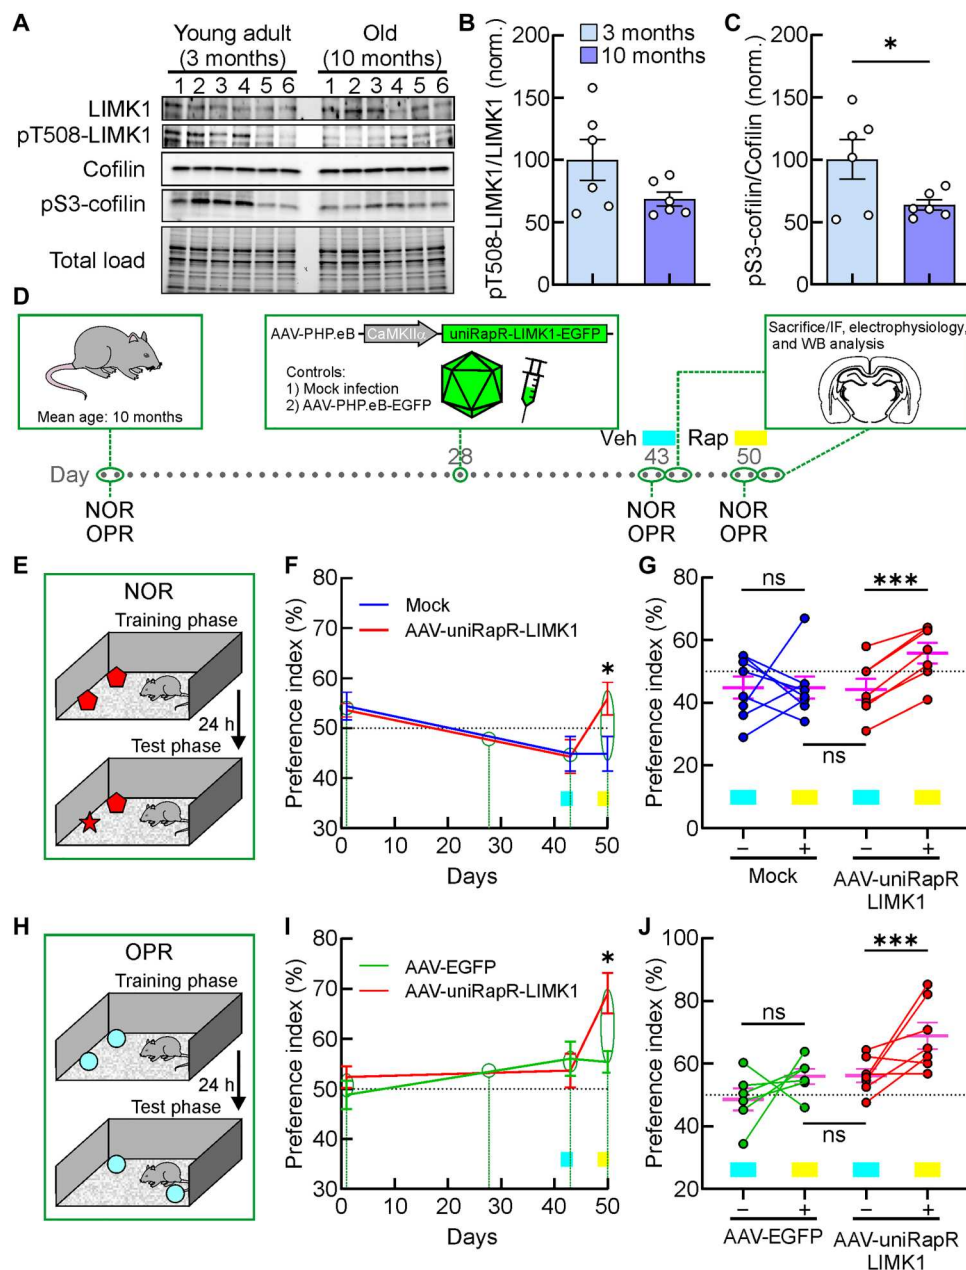 A
Young adult
(3 months)
Old
(10 months)
1 2 3 4 5 6
1 2 3 4 5 6
LIMK1
pT508-LIMK1
Cofilin
pS3-cofilin
Total load
B
pT508-LIMK1/LIMK1 (norm.)
200
150
100
50
0
3 months
10 months
C
pS3-cofilin/Cofilin (norm.)
200
150
100
50
0
*
D
Mean age: 10 months
AAV-PHP.eB
CaMKIIα
uniRapR-LIMK1-EGFP
Controls:
1) Mock infection
2) AAV-PHP.eB-EGFP
Sacrifice/IF, electrophysiology,
and WB analysis
Veh
Rap
Day
28
43
50
NOR
OPR
NOR
OPR
NOR
OPR
E
NOR
Training phase
24 h
Test phase
F
Preference index (%)
80
70
60
50
40
30
Mock
AAV-uniRapR-LIMK1
*
0 10 20 30 40 50
Days
G
Preference index (%)
80
60
40
20
0
ns
***
ns
− + − +
Mock
AAV-uniRapR
LIMK1
H
OPR
Training phase
24 h
Test phase
I
Preference index (%)
80
70
60
50
40
30
AAV-EGFP
AAV-uniRapR-LIMK1
*
0 10 20 30 40 50
Days
J
Preference index (%)
100
80
60
40
20
ns
***
ns
− + − +
AAV-EGFP
AAV-uniRapR
LIMK1